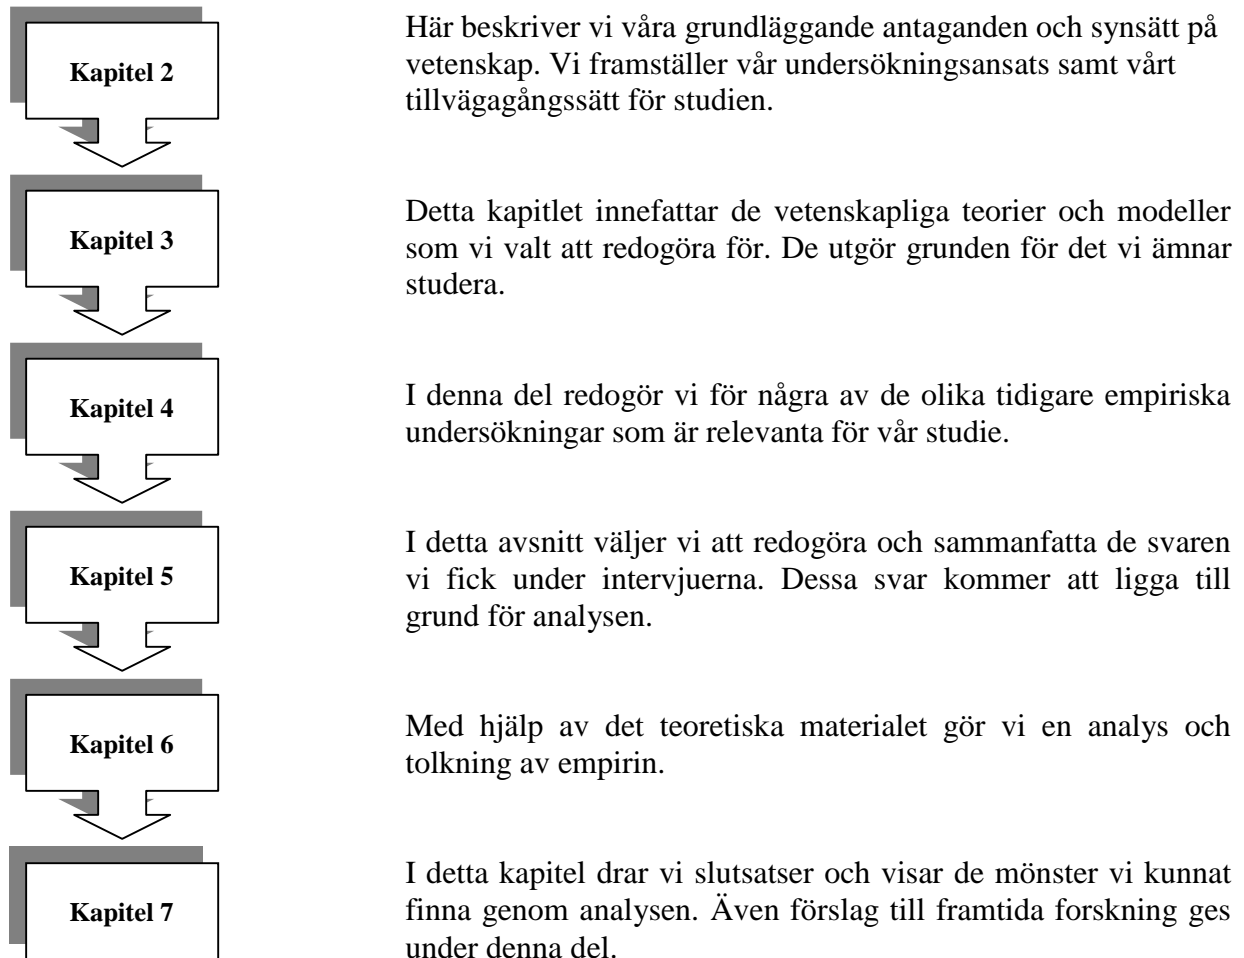 Kapitel 2
Här beskriver vi våra grundläggande antaganden och synsätt på
vetenskap. Vi framställer vår undersökningsansats samt vårt
tillvägagångssätt för studien.
Kapitel 3
Detta kapitlet innefattar de vetenskapliga teorier och modeller
som vi valt att redogöra för. De utgör grunden för det vi ämnar
studera.
Kapitel 4
I denna del redogör vi för några av de olika tidigare empiriska
undersökningar som är relevanta för vår studie.
Kapitel 5
I detta avsnitt väljer vi att redogöra och sammanfatta de svaren
vi fick under intervjuerna. Dessa svar kommer att ligga till
grund för analysen.
Kapitel 6
Med hjälp av det teoretiska materialet gör vi en analys och
tolkning av empirin.
Kapitel 7
I detta kapitel drar vi slutsatser och visar de mönster vi kunnat
finna genom analysen. Även förslag till framtida forskning ges
under denna del.